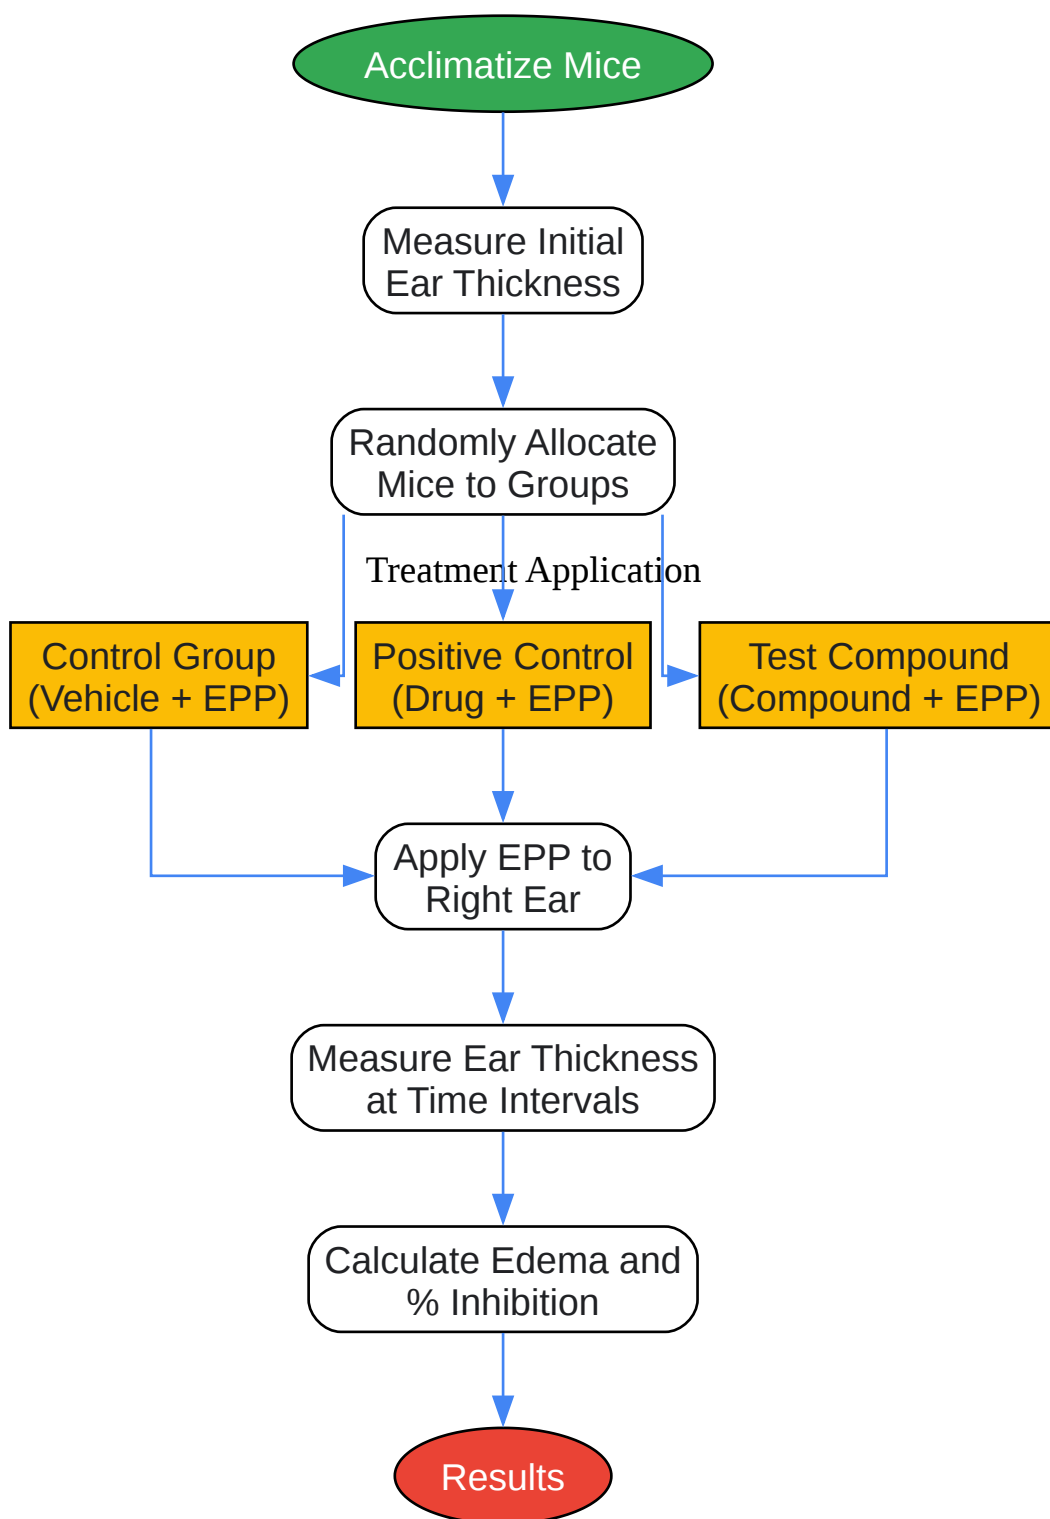 Acclimatize Mice
Measure Initial
Ear Thickness
Randomly Allocate
Mice to Groups
Treatment Application
Control Group
(Vehicle + EPP)
Positive Control
(Drug + EPP)
Test Compound
(Compound + EPP)
Apply EPP to
Right Ear
Measure Ear Thickness
at Time Intervals
Calculate Edema and
% Inhibition
Results